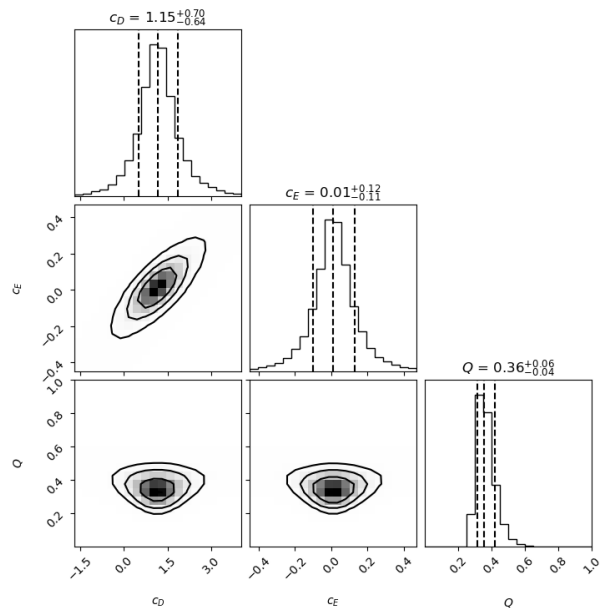 c_D = 1.15^{+0.70}_{-0.64}
c_E = 0.01^{+0.12}_{-0.11}
0.4
0.2
0.0
−0.2
−0.4
c_E
Q = 0.36^{+0.06}_{-0.04}
1.0
0.8
0.6
0.4
0.2
Q
−1.5 0.0 1.5 3.0
−0.4 −0.2 0.0 0.2 0.4
0.2 0.4 0.6 0.8 1.0
c_D c_E Q